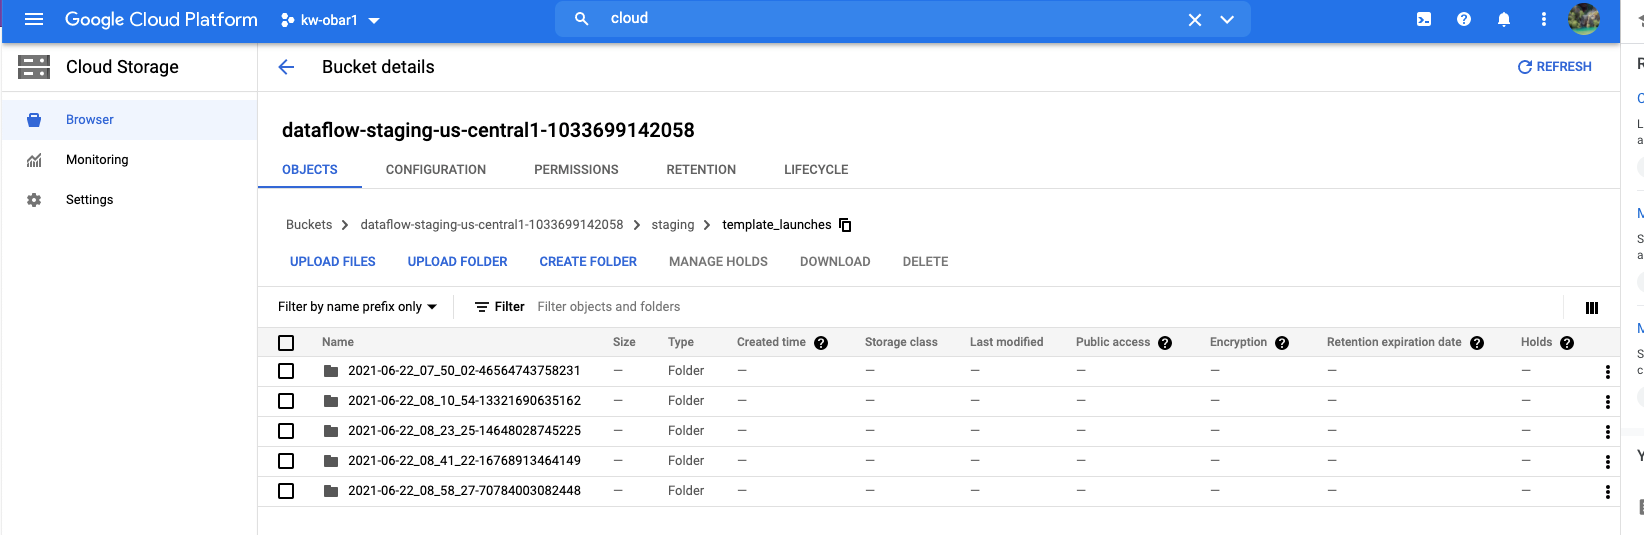 Google Cloud Platform kw-obar1 cloud
Cloud Storage Bucket details REFRESH
Browser
Monitoring
Settings
dataflow-staging-us-central1-1033699142058
OBJECTS CONFIGURATION PERMISSIONS RETENTION LIFECYCLE
Buckets > dataflow-staging-us-central1-1033699142058 > staging > template_launches
UPLOAD FILES UPLOAD FOLDER CREATE FOLDER MANAGE HOLDS DOWNLOAD DELETE
Filter by name prefix only Filter Filter objects and folders
Name Size Type Created time Storage class Last modified Public access Encryption Retention expiration date Holds
2021-06-22_07_50_02-46564743758231 — Folder — — — — — — —
2021-06-22_08_10_54-13321690635162 — Folder — — — — — — —
2021-06-22_08_23_25-14648028745225 — Folder — — — — — — —
2021-06-22_08_41_22-16768913464149 — Folder — — — — — — —
2021-06-22_08_58_27-70784003082448 — Folder — — — — — — —